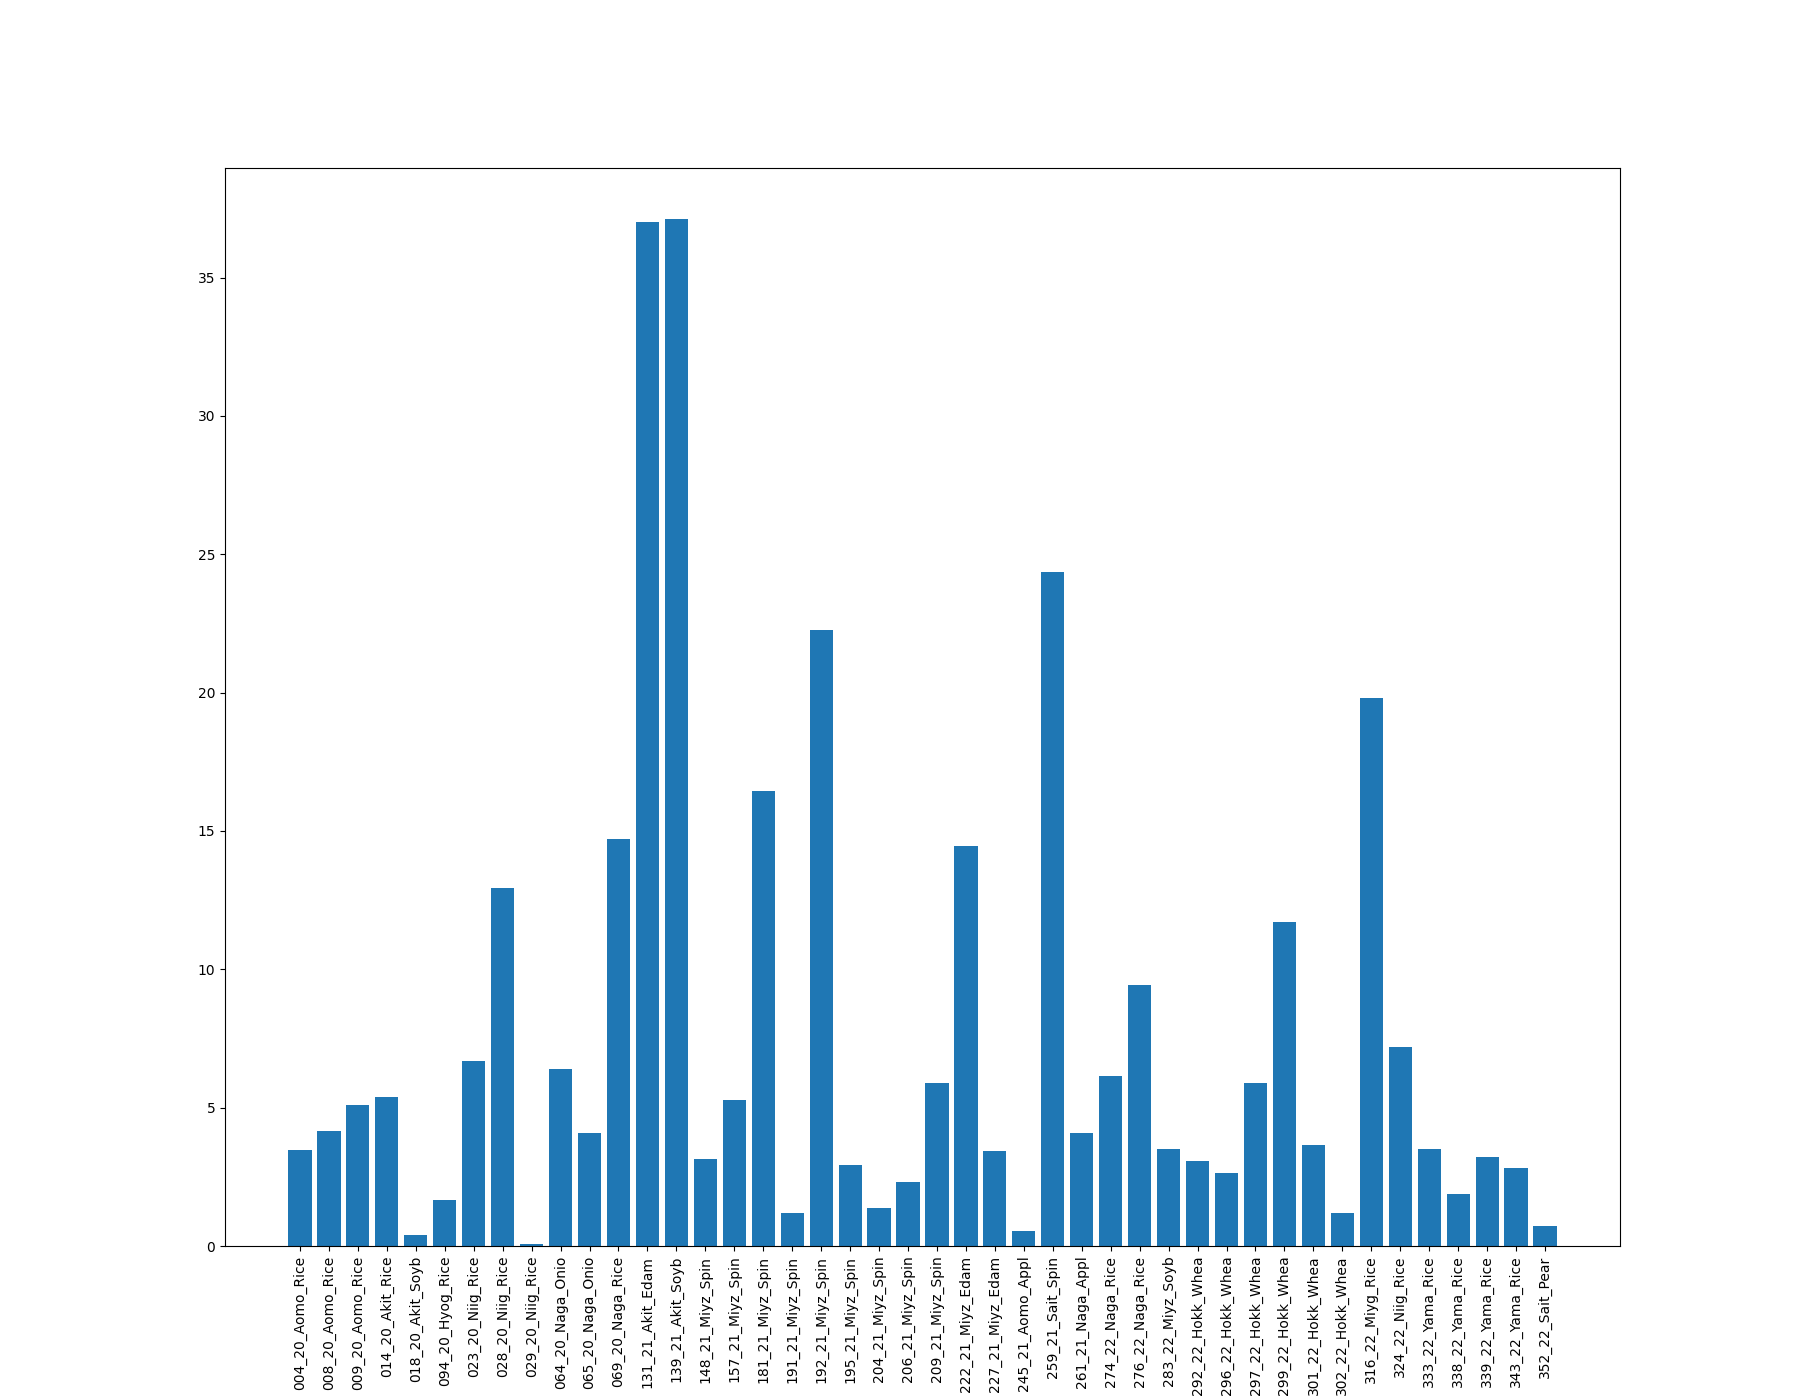 35
30
25
20
15
10
5
0
004_20_Aomo_Rice
008_20_Aomo_Rice
009_20_Aomo_Rice
014_20_Akit_Rice
018_20_Akit_Soyb
094_20_Hyog_Rice
023_20_Niig_Rice
028_20_Niig_Rice
029_20_Niig_Rice
064_20_Naga_Onio
065_20_Naga_Onio
069_20_Naga_Rice
131_21_Akit_Edam
139_21_Akit_Soyb
148_21_Miyz_Spin
157_21_Miyz_Spin
181_21_Miyz_Spin
191_21_Miyz_Spin
192_21_Miyz_Spin
195_21_Miyz_Spin
204_21_Miyz_Spin
206_21_Miyz_Spin
209_21_Miyz_Spin
222_21_Miyz_Edam
227_21_Miyz_Edam
245_21_Aomo_Appl
259_21_Sait_Spin
261_21_Naga_Appl
274_22_Naga_Rice
276_22_Naga_Rice
283_22_Miyz_Soyb
292_22_Hokk_Whea
296_22_Hokk_Whea
297_22_Hokk_Whea
299_22_Hokk_Whea
301_22_Hokk_Whea
302_22_Hokk_Whea
316_22_Miyg_Rice
324_22_Niig_Rice
333_22_Yama_Rice
338_22_Yama_Rice
339_22_Yama_Rice
343_22_Yama_Rice
352_22_Sait_Pear